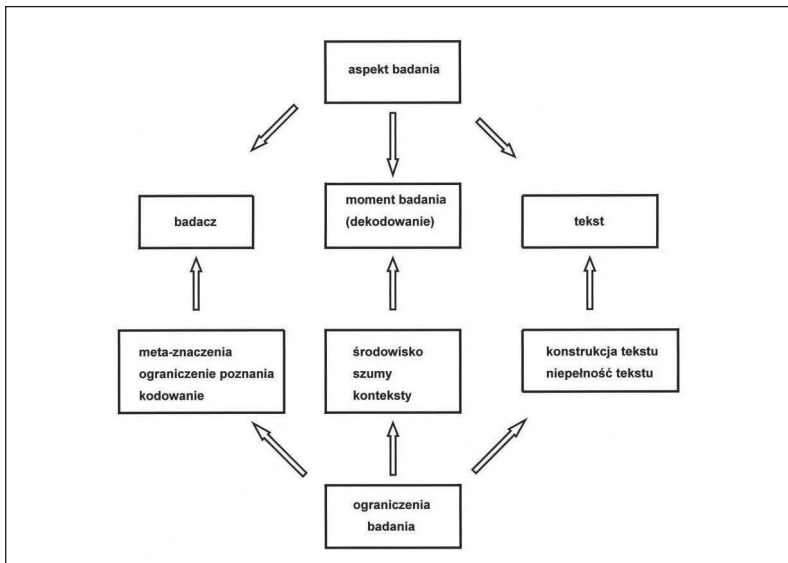 aspekt badania
badacz
moment badania
(dekodowanie)
tekst
meta-znaczenia
ograniczenie poznania
kodowanie
środowisko
szumy
konteksty
konstrukcja tekstu
niepełność tekstu
ograniczenia
badania